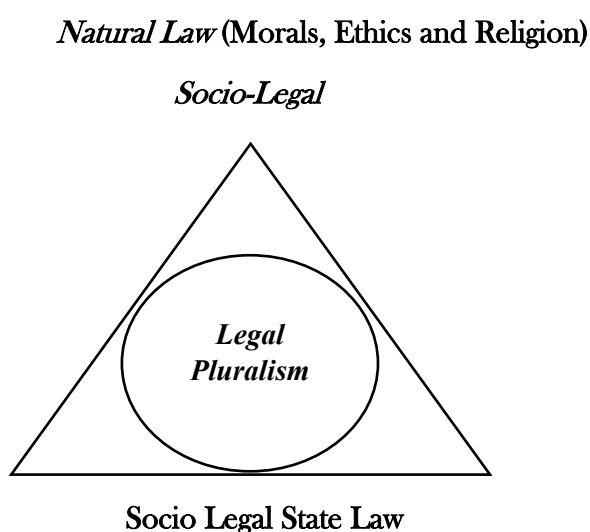 Natural Law (Morals, Ethics and Religion)
Socio-Legal
Legal
Pluralism
Socio Legal State Law